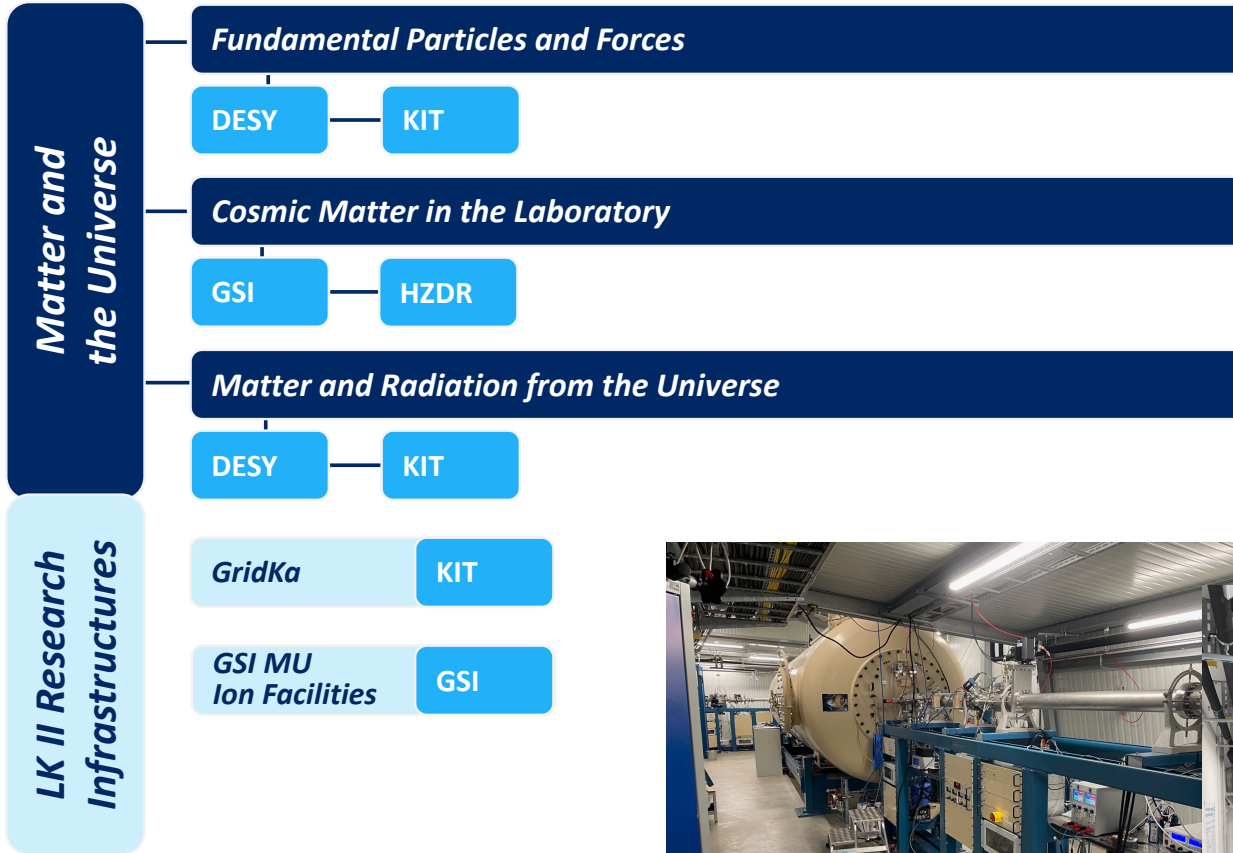 Matter and
the Universe
Fundamental Particles and Forces
DESY
KIT
Cosmic Matter in the Laboratory
GSI
HZDR
Matter and Radiation from the Universe
DESY
KIT
LK II Research
Infrastructures
GridKa
KIT
GSI MU
Ion Facilities
GSI